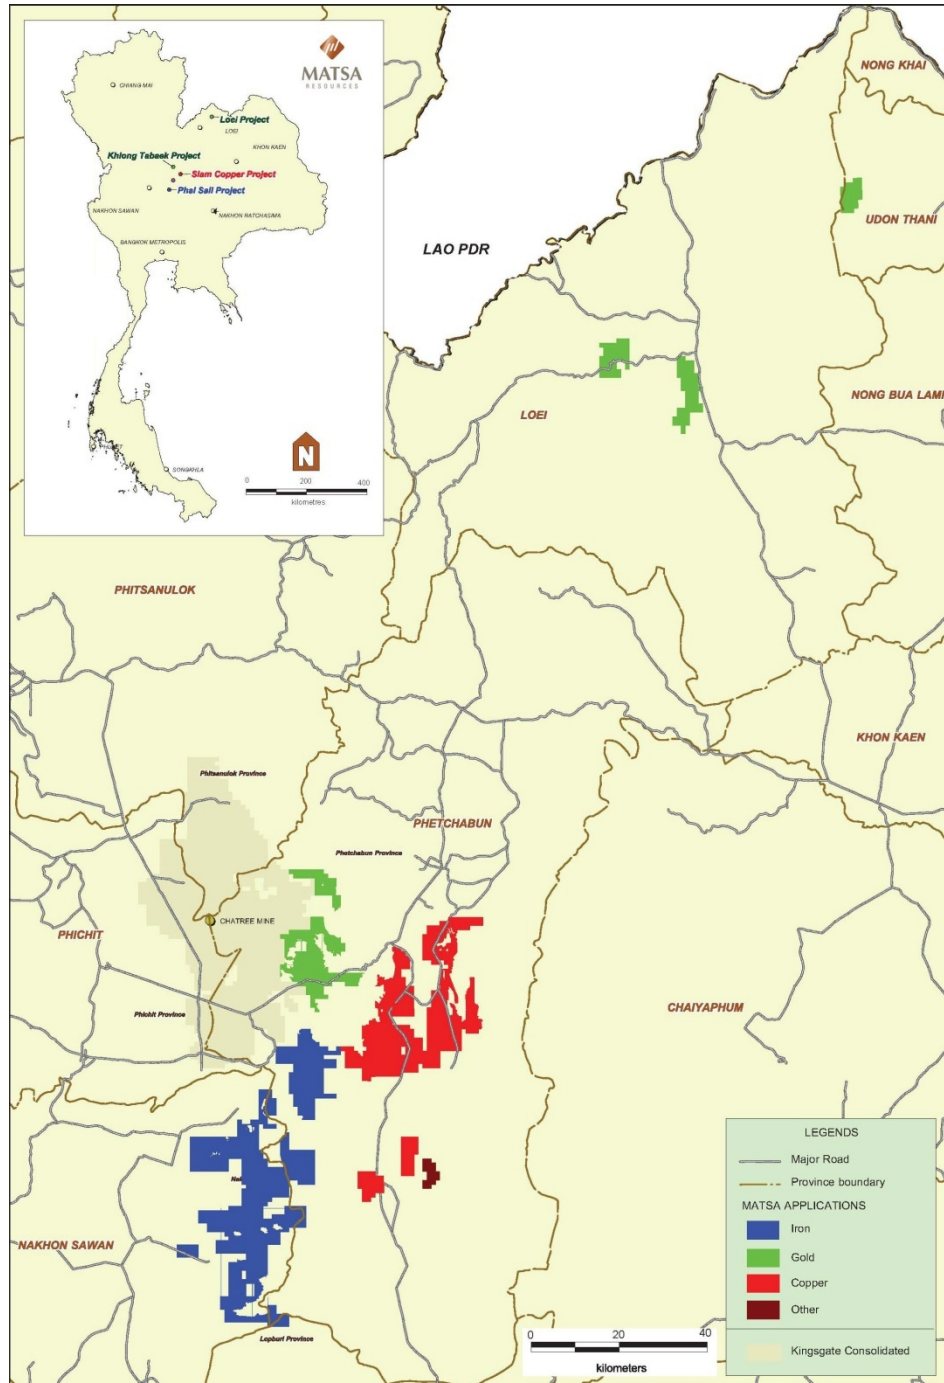 MATSA
RESOURCES
CHIANG MAI
Loei Project
LOEI
KHON KAEN
Khlong Tabaek Project
Siam Copper Project
Phai Sali Project
NAKHON SAWAN
NAKHON RATCHASIMA
BANGKOK METROPOLIS
PHUKET
SONGKHLA
N
0 200 400
kilometres
NONG KHAI
UDON THANI
LAO PDR
LOEI
NONG BUA LAMP
PHITSANULOK
KHON KAEN
Phitsanulok Province
PHETCHABUN
Phetchabun Province
CHATREE MINE
PHICHIT
Phichit Province
CHAIYAPHUM
NAKHON SAWAN
Lopburi Province
LEGENDS
Major Road
Province boundary
MATSA APPLICATIONS
Iron
Gold
Copper
Other
Kingsgate Consolidated
0 20 40
kilometers